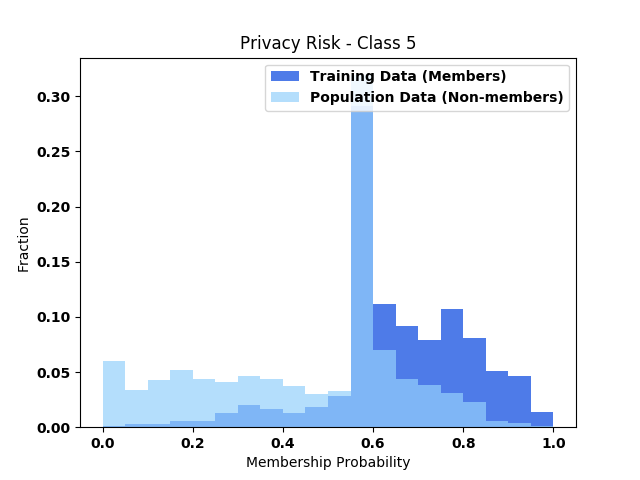 Privacy Risk - Class 5
Training Data (Members)
Population Data (Non-members)
0.30
0.25
0.20
0.15
0.10
0.05
0.00
Fraction
0.0 0.2 0.4 0.6 0.8 1.0
Membership Probability